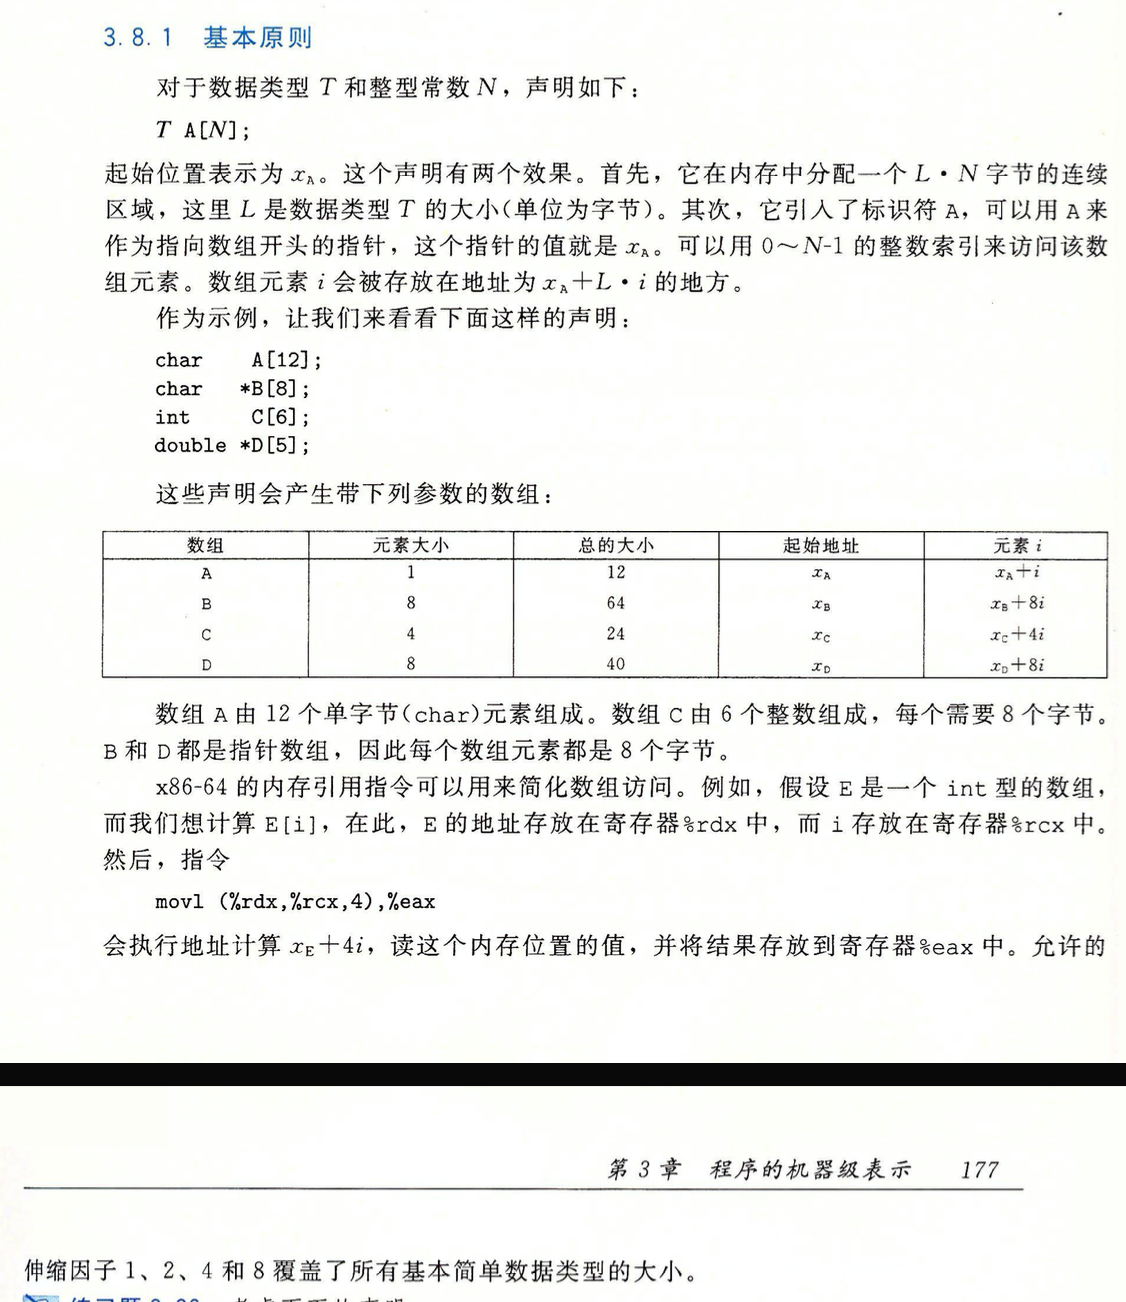 3.8.1 基本原则
对于数据类型 T 和整型常数 N，声明如下：
T A[N];
起始位置表示为 xA。这个声明有两个效果。首先，它在内存中分配一个 L·N 字节的连续
区域，这里 L 是数据类型 T 的大小(单位为字节)。其次，它引入了标识符 A，可以用 A 来
作为指向数组开头的指针，这个指针的值就是 xA。可以用 0～N-1 的整数索引来访问该数
组元素。数组元素 i 会被存放在地址为 xA+L·i 的地方。
作为示例，让我们来看看下面这样的声明：
char A[12];
char *B[8];
int C[6];
double *D[5];
这些声明会产生带下列参数的数组：
数组 元素大小 总的大小 起始地址 元素 i
A 1 12 xA xA+i
B 8 64 xB xB+8i
C 4 24 xC xC+4i
D 8 40 xD xD+8i
数组 A 由 12 个单字节(char)元素组成。数组 C 由 6 个整数组成，每个需要 8 个字节。
B 和 D 都是指针数组，因此每个数组元素都是 8 个字节。
x86-64 的内存引用指令可以用来简化数组访问。例如，假设 E 是一个 int 型的数组，
而我们想计算 E[i]，在此，E 的地址存放在寄存器%rdx 中，而 i 存放在寄存器%rcx 中。
然后，指令
movl (%rdx,%rcx,4),%eax
会执行地址计算 xE+4i，读这个内存位置的值，并将结果存放到寄存器%eax 中。允许的
第 3 章 程序的机器级表示 177
伸缩因子 1、2、4 和 8 覆盖了所有基本简单数据类型的大小。